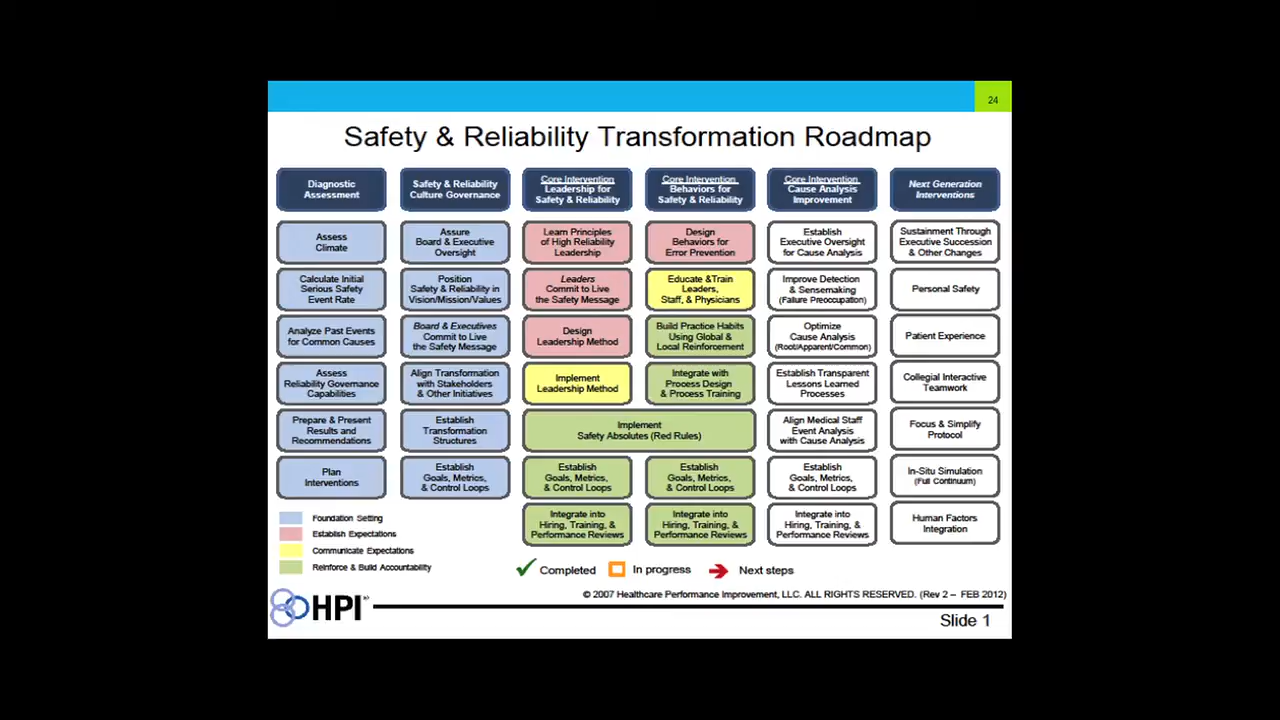 24
Safety & Reliability Transformation Roadmap
Diagnostic
Assessment
Safety & Reliability
Culture Governance
Core Intervention
Leadership for
Safety & Reliability
Core Intervention
Behaviors for
Safety & Reliability
Core Intervention
Cause Analysis
Improvement
Next Generation
Interventions
Assess
Climate
Assure
Board & Executive
Oversight
Learn Principles
of High Reliability
Leadership
Design
Behaviors for
Error Prevention
Establish
Executive Oversight
for Cause Analysis
Sustainment Through
Executive Succession
& Other Changes
Calculate Initial
Serious Safety
Event Rate
Position
Safety & Reliability in
Vision/Mission/Values
Leaders
Commit to Live
the Safety Message
Educate &Train
Leaders,
Staff, & Physicians
Improve Detection
& Sensemaking
(Failure Preoccupation)
Personal Safety
Analyze Past Events
for Common Causes
Board & Executives
Commit to Live
the Safety Message
Design
Leadership Method
Build Practice Habits
Using Global &
Local Reinforcement
Optimize
Cause Analysis
(Root/Apparent/Common)
Patient Experience
Assess
Reliability Governance
Capabilities
Align Transformation
with Stakeholders
& Other Initiatives
Implement
Leadership Method
Integrate with
Process Design
& Process Training
Establish Transparent
Lessons Learned
Processes
Collegial Interactive
Teamwork
Prepare & Present
Results and
Recommendations
Establish
Transformation
Structures
Implement
Safety Absolutes (Red Rules)
Align Medical Staff
Event Analysis
with Cause Analysis
Focus & Simplify
Protocol
Plan
Interventions
Establish
Goals, Metrics,
& Control Loops
Establish
Goals, Metrics,
& Control Loops
Establish
Goals, Metrics,
& Control Loops
Establish
Goals, Metrics,
& Control Loops
In-Situ Simulation
(Full Continuum)
Integrate into
Hiring, Training, &
Performance Reviews
Integrate into
Hiring, Training, &
Performance Reviews
Integrate into
Hiring, Training, &
Performance Reviews
Human Factors
Integration
Foundation Setting
Establish Expectations
Communicate Expectations
Reinforce & Build Accountability
Completed
In progress
Next steps
© 2007 Healthcare Performance Improvement, LLC. ALL RIGHTS RESERVED. (Rev 2 – FEB 2012)
HPI
Slide 1